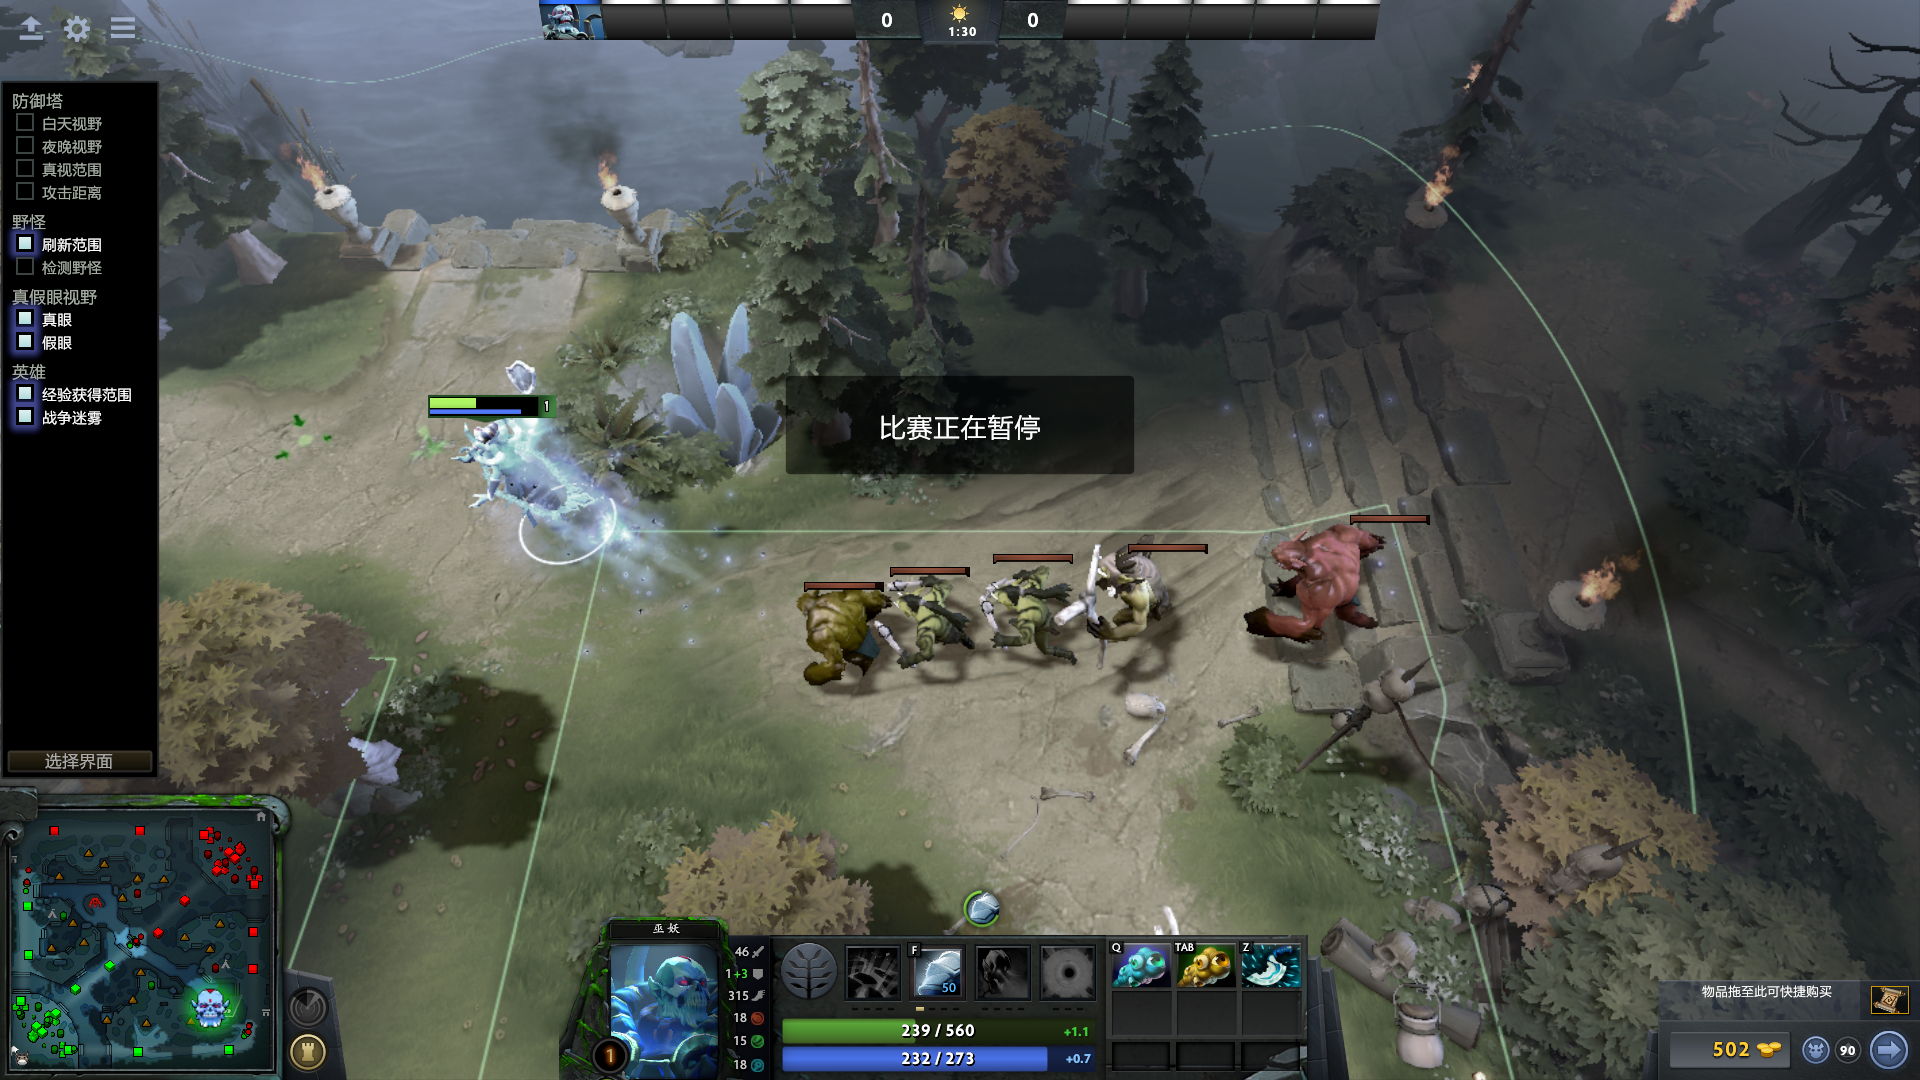 0
1:30
0
防御塔
白天视野
夜晚视野
真视范围
攻击距离
野怪
刷新范围
检测野怪
真假眼视野
真眼
假眼
英雄
经验获得范围
战争迷雾
选择界面
1
比赛正在暂停
巫妖
46
1+3
315
18
15
18
1
F
50
239 / 560
+1.1
232 / 273
+0.7
Q
TAB
Z
物品拖至此可快捷购买
502
90